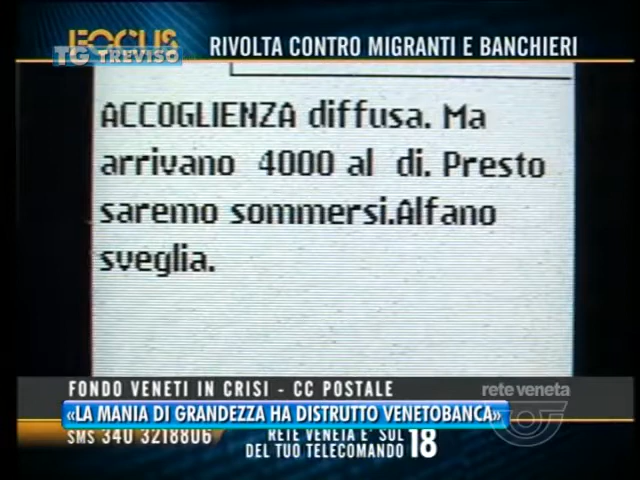 FOCUS
TG TREVISO
RIVOLTA CONTRO MIGRANTI E BANCHIERI
ACCOGLIENZA diffusa. Ma
arrivano 4000 al di. Presto
saremo sommersi.Alfano
sveglia.
FONDO VENETI IN CRISI - CC POSTALE
rete veneta
«LA MANIA DI GRANDEZZA HA DISTRUTTO VENETOBANCA»
SMS 340 3218806
RETE VENETA E' SUL
DEL TUO TELECOMANDO 18